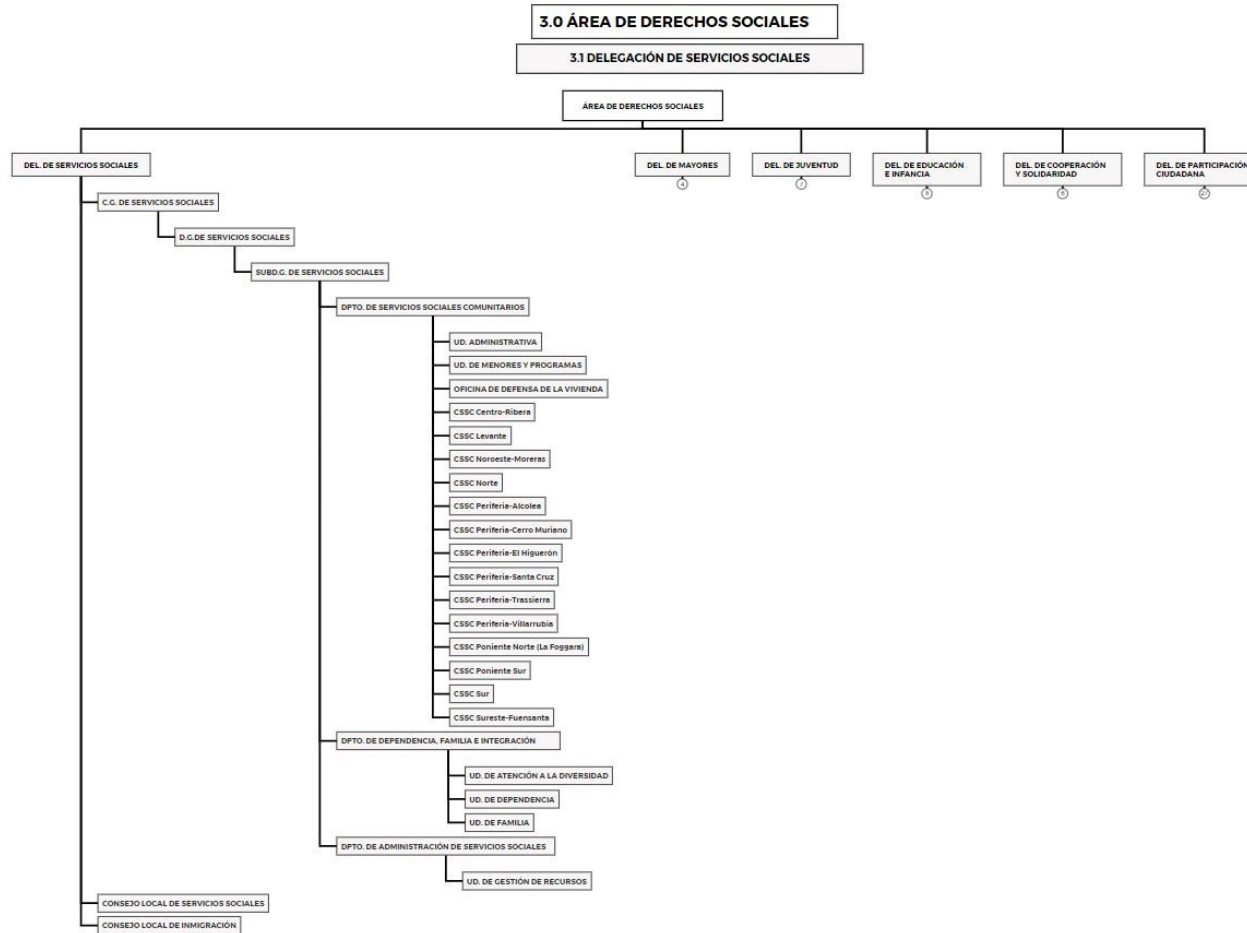 3.0 ÁREA DE DERECHOS SOCIALES
3.1 DELEGACIÓN DE SERVICIOS SOCIALES
ÁREA DE DERECHOS SOCIALES
DEL. DE SERVICIOS SOCIALES
DEL. DE MAYORES
4
DEL. DE JUVENTUD
7
DEL. DE EDUCACIÓN
E INFANCIA
DEL. DE COOPERACIÓN
Y SOLIDARIDAD
DEL. DE PARTICIPACIÓN
CIUDADANA
27
C.G. DE SERVICIOS SOCIALES
D.G.DE SERVICIOS SOCIALES
SUBD.G. DE SERVICIOS SOCIALES
DPTO. DE SERVICIOS SOCIALES COMUNITARIOS
UD. ADMINISTRATIVA
UD. DE MENORES Y PROGRAMAS
OFICINA DE DEFENSA DE LA VIVIENDA
CSSC Centro-Ribera
CSSC Levante
CSSC Noroeste-Moreras
CSSC Norte
CSSC Periferia-Alcolea
CSSC Periferia-Cerro Muriano
CSSC Periferia-El Higuerón
CSSC Periferia-Santa Cruz
CSSC Periferia-Trassierra
CSSC Periferia-Villarrubia
CSSC Poniente Norte (La Foggara)
CSSC Poniente Sur
CSSC Sur
CSSC Sureste-Fuensanta
DPTO. DE DEPENDENCIA, FAMILIA E INTEGRACIÓN
UD. DE ATENCIÓN A LA DIVERSIDAD
UD. DE DEPENDENCIA
UD. DE FAMILIA
DPTO. DE ADMINISTRACIÓN DE SERVICIOS SOCIALES
UD. DE GESTIÓN DE RECURSOS
CONSEJO LOCAL DE SERVICIOS SOCIALES
CONSEJO LOCAL DE INMIGRACIÓN